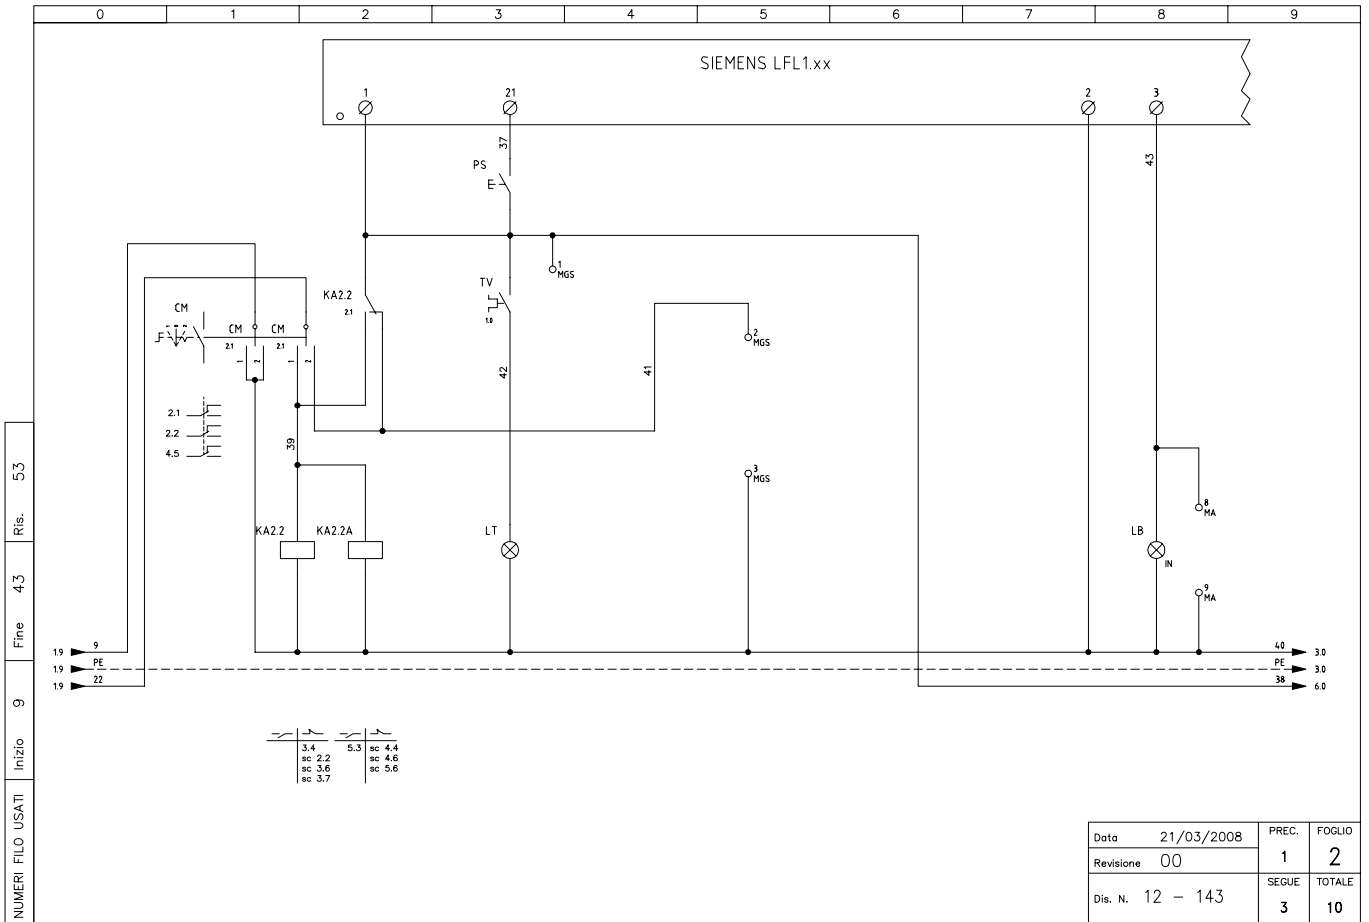 0 1 2 3 4 5 6 7 8 9
SIEMENS LFL1.xx
1 21 2 3
37
43
PS
1
MGS
TV
1.0
KA2.2
2.1
CM
CM
2.1
CM
2.1
1 2 1 2
2
MGS
42
41
2.1
2.2
4.5
39
3
MGS
8
MA
KA2.2 KA2.2A LT LB
IN
9
MA
1.9 9 40 3.0
1.9 PE PE 3.0
1.9 22 38 6.0
3.4 5.3 sc 4.4
sc 2.2 sc 4.6
sc 3.6 sc 5.6
sc 3.7
NUMERI FILO USATI Inizio 9 Fine 43 Ris. 53
Data 21/03/2008 PREC. FOGLIO
Revisione 00 1 2
Dis. N. 12 - 143 SEGUE TOTALE
3 10